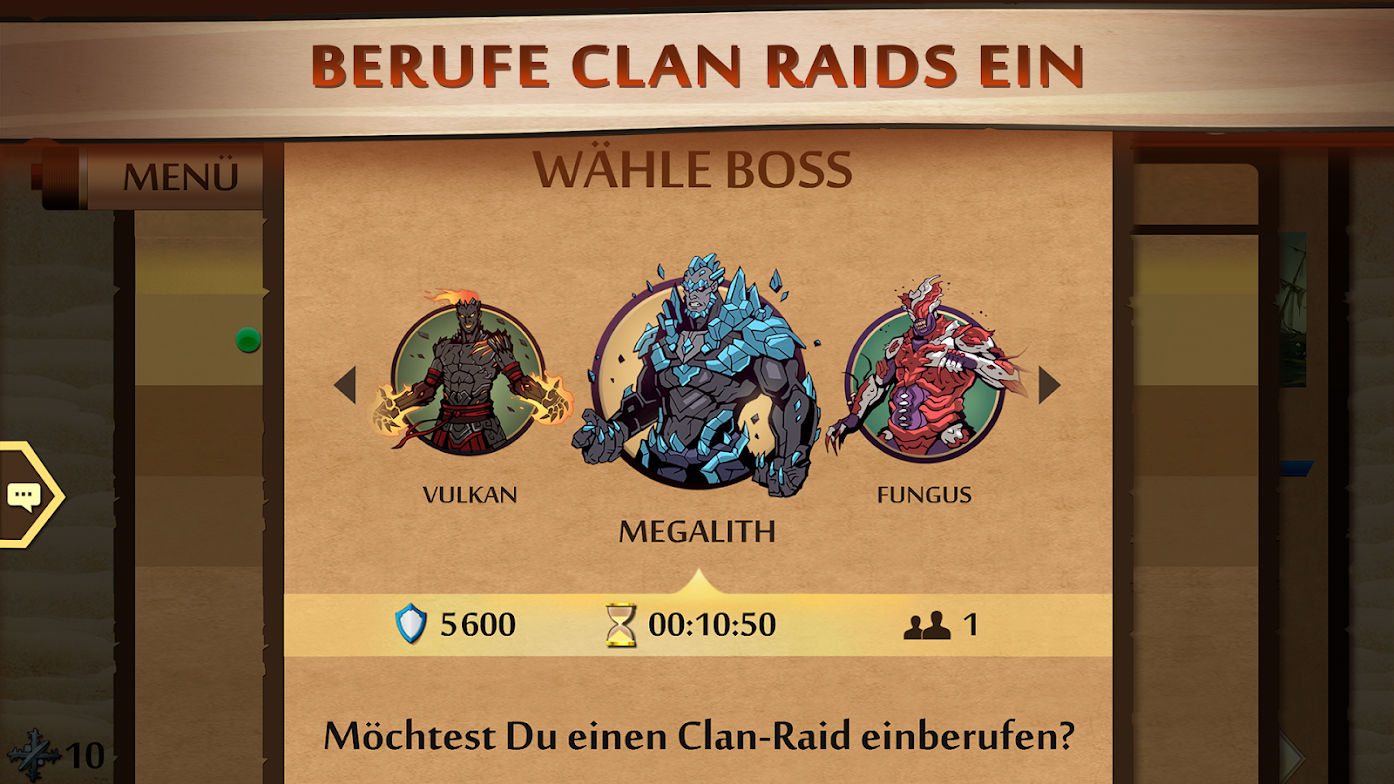 BERUFE CLAN RAIDS EIN
MENÜ
WÄHLE BOSS
VULKAN
MEGALITH
FUNGUS
5600
00:10:50
1
Möchtest Du einen Clan-Raid einberufen?
10